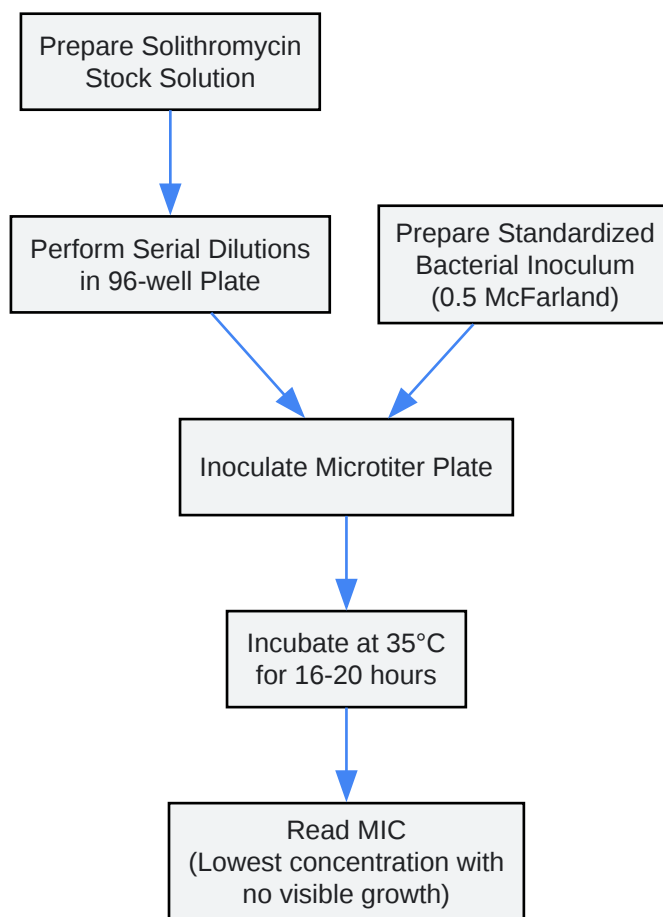 Prepare Solithromycin
Stock Solution
Perform Serial Dilutions
in 96-well Plate
Prepare Standardized
Bacterial Inoculum
(0.5 McFarland)
Inoculate Microtiter Plate
Incubate at 35°C
for 16-20 hours
Read MIC
(Lowest concentration with
no visible growth)